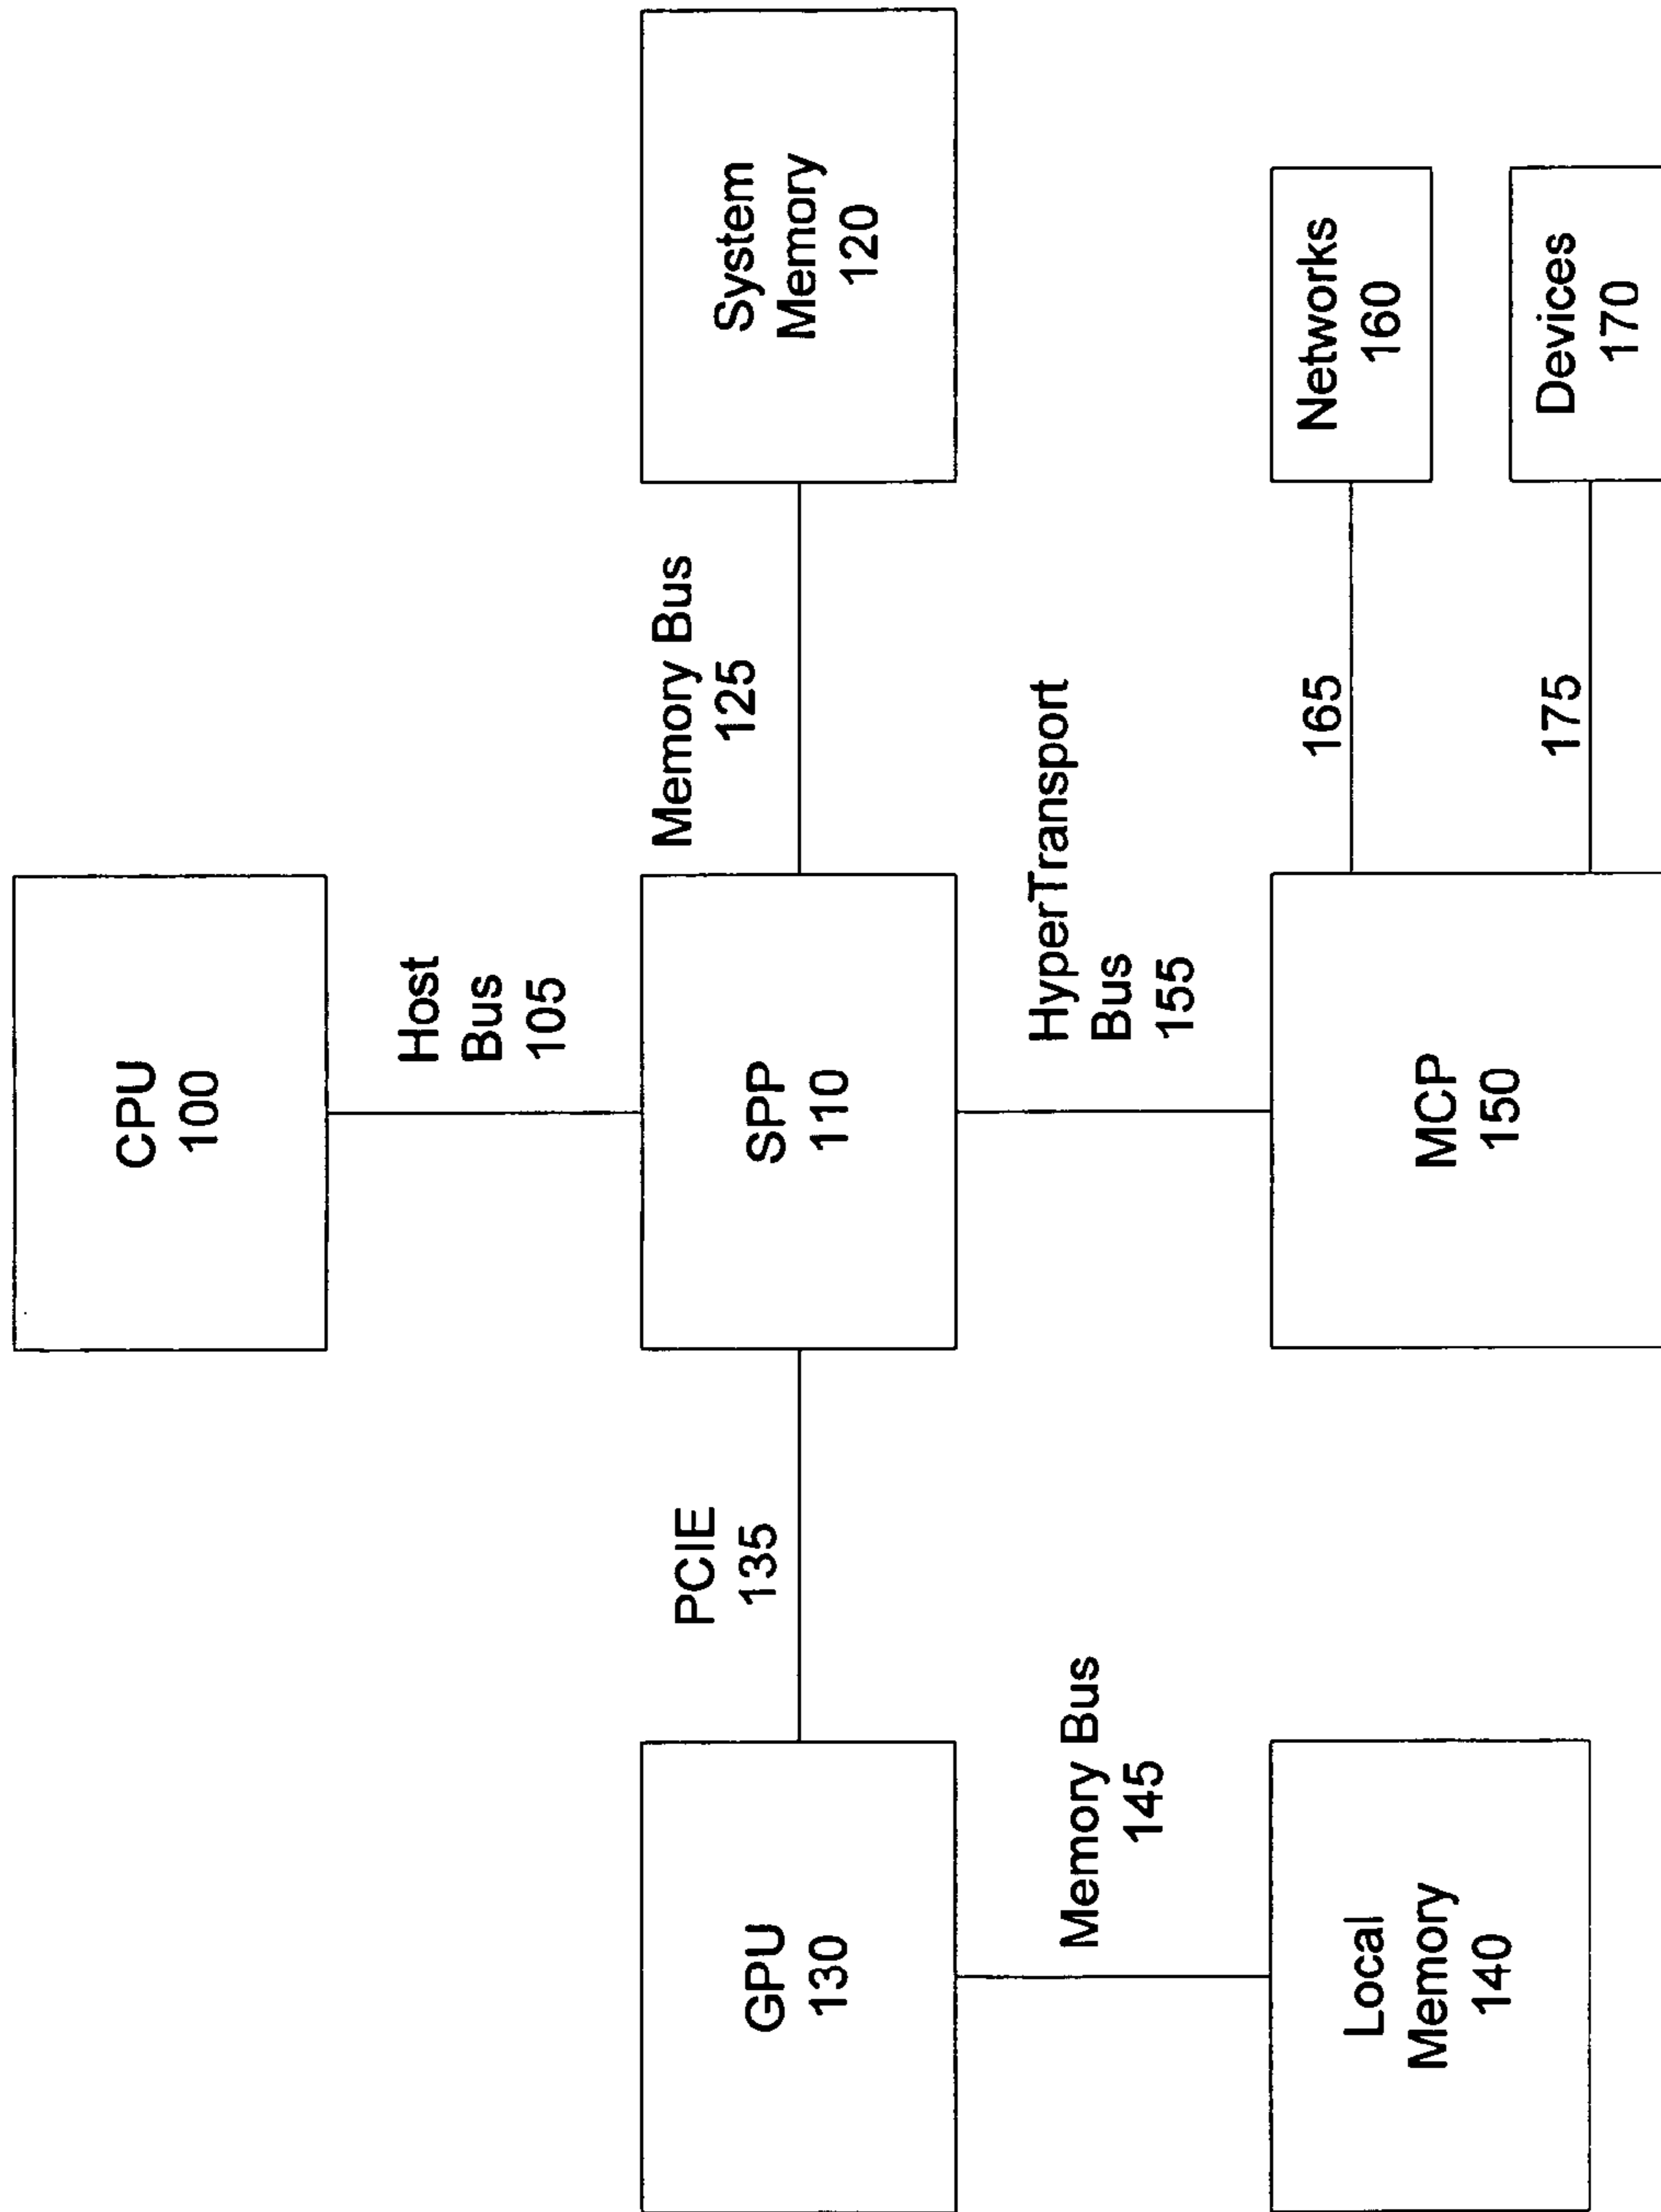 CPU
100
Host
Bus
105
GPU
130
PCIE
135
SPP
110
Memory Bus
125
System
Memory
120
Memory Bus
145
HyperTransport
Bus
155
Local
Memory
140
MCP
150
165
Networks
160
175
Devices
170